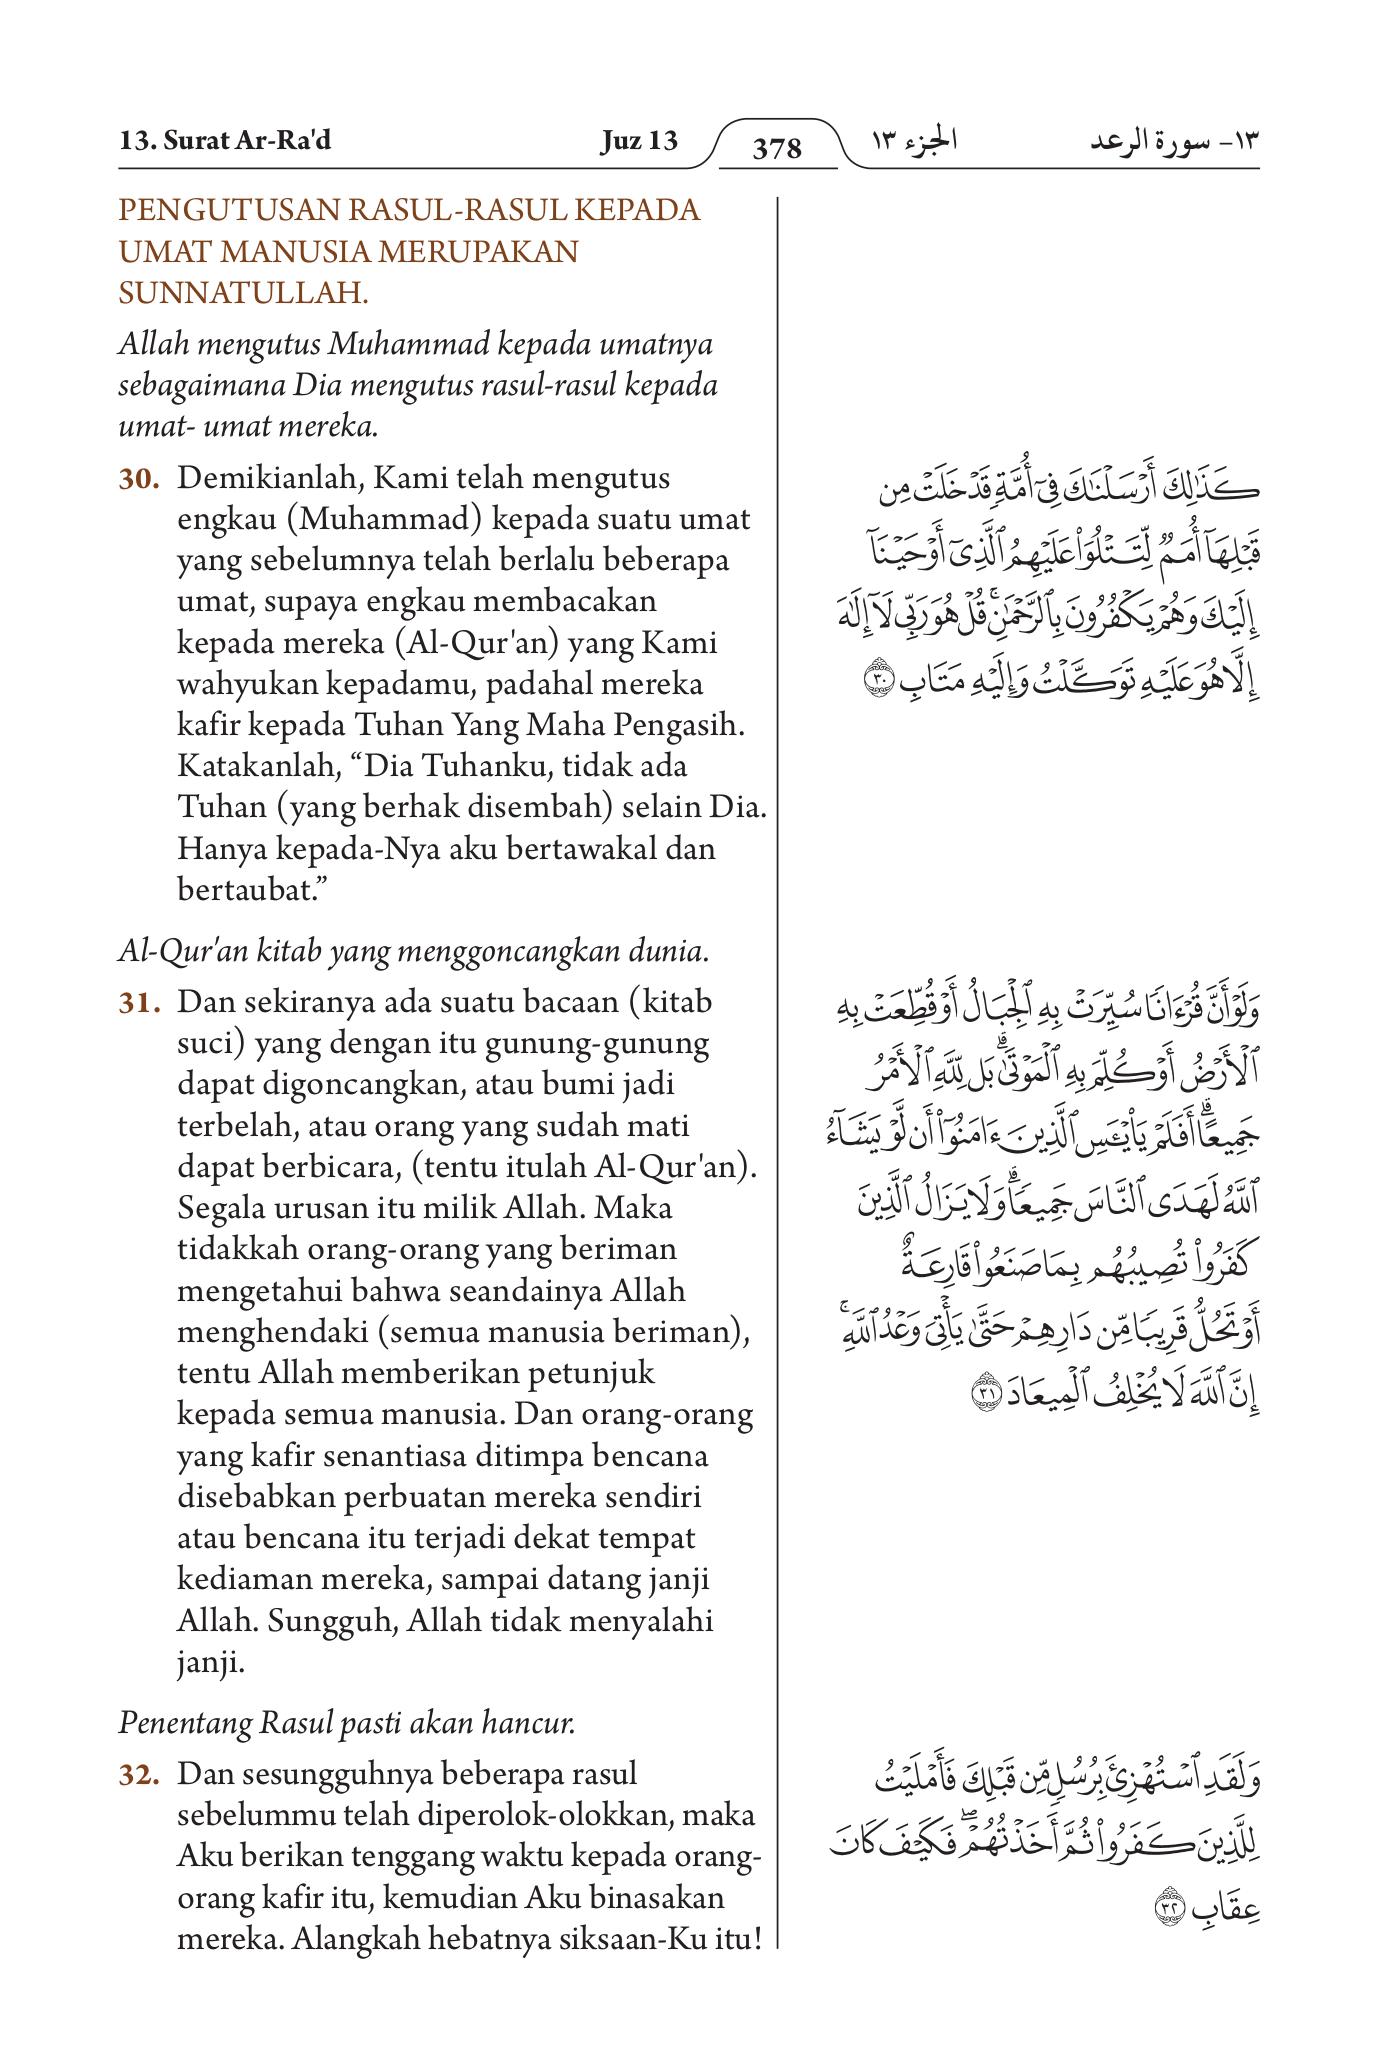 13. Surat Ar-Ra'd
Juz 13
378
الجزء ١٣
١٣- سورة الرعد
PENGUTUSAN RASUL-RASUL KEPADA
UMAT MANUSIA MERUPAKAN
SUNNATULLAH.
Allah mengutus Muhammad kepada umatnya
sebagaimana Dia mengutus rasul-rasul kepada
umat- umat mereka.
30. Demikianlah, Kami telah mengutus
engkau (Muhammad) kepada suatu umat
yang sebelumnya telah berlalu beberapa
umat, supaya engkau membacakan
kepada mereka (Al-Qur'an) yang Kami
wahyukan kepadamu, padahal mereka
kafir kepada Tuhan Yang Maha Pengasih.
Katakanlah, “Dia Tuhanku, tidak ada
Tuhan (yang berhak disembah) selain Dia.
Hanya kepada-Nya aku bertawakal dan
bertaubat.”
Al-Qur'an kitab yang menggoncangkan dunia.
31. Dan sekiranya ada suatu bacaan (kitab
suci) yang dengan itu gunung-gunung
dapat digoncangkan, atau bumi jadi
terbelah, atau orang yang sudah mati
dapat berbicara, (tentu itulah Al-Qur'an).
Segala urusan itu milik Allah. Maka
tidakkah orang-orang yang beriman
mengetahui bahwa seandainya Allah
menghendaki (semua manusia beriman),
tentu Allah memberikan petunjuk
kepada semua manusia. Dan orang-orang
yang kafir senantiasa ditimpa bencana
disebabkan perbuatan mereka sendiri
atau bencana itu terjadi dekat tempat
kediaman mereka, sampai datang janji
Allah. Sungguh, Allah tidak menyalahi
janji.
Penentang Rasul pasti akan hancur.
32. Dan sesungguhnya beberapa rasul
sebelummu telah diperolok-olokkan, maka
Aku berikan tenggang waktu kepada orang-
orang kafir itu, kemudian Aku binasakan
mereka. Alangkah hebatnya siksaan-Ku itu!
كَذَٰلِكَ أَرْسَلْنَٰكَ فِىٓ أُمَّةٍ قَدْ خَلَتْ مِن
قَبْلِهَآ أُمَمٌ لِّتَتْلُوَا۟ عَلَيْهِمُ ٱلَّذِىٓ أَوْحَيْنَآ
إِلَيْكَ وَهُمْ يَكْفُرُونَ بِٱلرَّحْمَٰنِ ۚ قُلْ هُوَ رَبِّى لَآ إِلَٰهَ
إِلَّا هُوَ عَلَيْهِ تَوَكَّلْتُ وَإِلَيْهِ مَتَابِ ٣٠
وَلَوْ أَنَّ قُرْءَانًا سُيِّرَتْ بِهِ ٱلْجِبَالُ أَوْ قُطِّعَتْ بِهِ
ٱلْأَرْضُ أَوْ كُلِّمَ بِهِ ٱلْمَوْتَىٰ ۗ بَل لِّلَّهِ ٱلْأَمْرُ
جَمِيعًا ۗ أَفَلَمْ يَا۟يْـَٔسِ ٱلَّذِينَ ءَامَنُوٓا۟ أَن لَّوْ يَشَآءُ
ٱللَّهُ لَهَدَى ٱلنَّاسَ جَمِيعًا ۗ وَلَا يَزَالُ ٱلَّذِينَ
كَفَرُوا۟ تُصِيبُهُم بِمَا صَنَعُوا۟ قَارِعَةٌ
أَوْ تَحُلُّ قَرِيبًا مِّن دَارِهِمْ حَتَّىٰ يَأْتِىَ وَعْدُ ٱللَّهِ ۚ
إِنَّ ٱللَّهَ لَا يُخْلِفُ ٱلْمِيعَادَ ٣١
وَلَقَدِ ٱسْتُهْزِئَ بِرُسُلٍ مِّن قَبْلِكَ فَأَمْلَيْتُ
لِلَّذِينَ كَفَرُوا۟ ثُمَّ أَخَذْتُهُمْ ۖ فَكَيْفَ كَانَ
عِقَابِ ٣٢